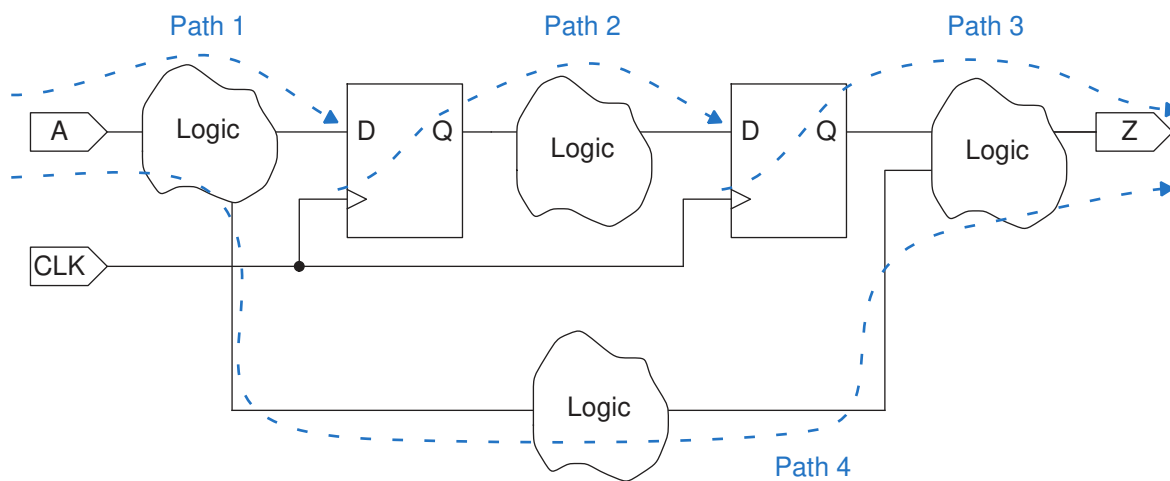 Path 1
Path 2
Path 3
A
Logic
D
Q
Logic
D
Q
Logic
Z
CLK
Logic
Path 4